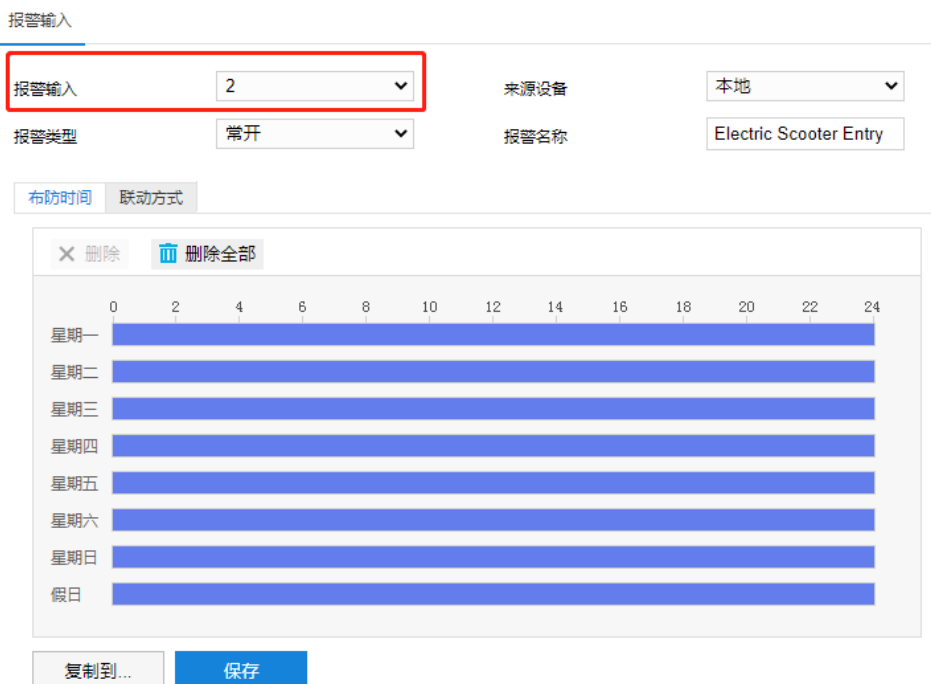 报警输入
报警输入 2 来源设备 本地
报警类型 常开 报警名称 Electric Scooter Entry
布防时间 联动方式
删除 删除全部
0 2 4 6 8 10 12 14 16 18 20 22 24
星期一
星期二
星期三
星期四
星期五
星期六
星期日
假日
复制到... 保存